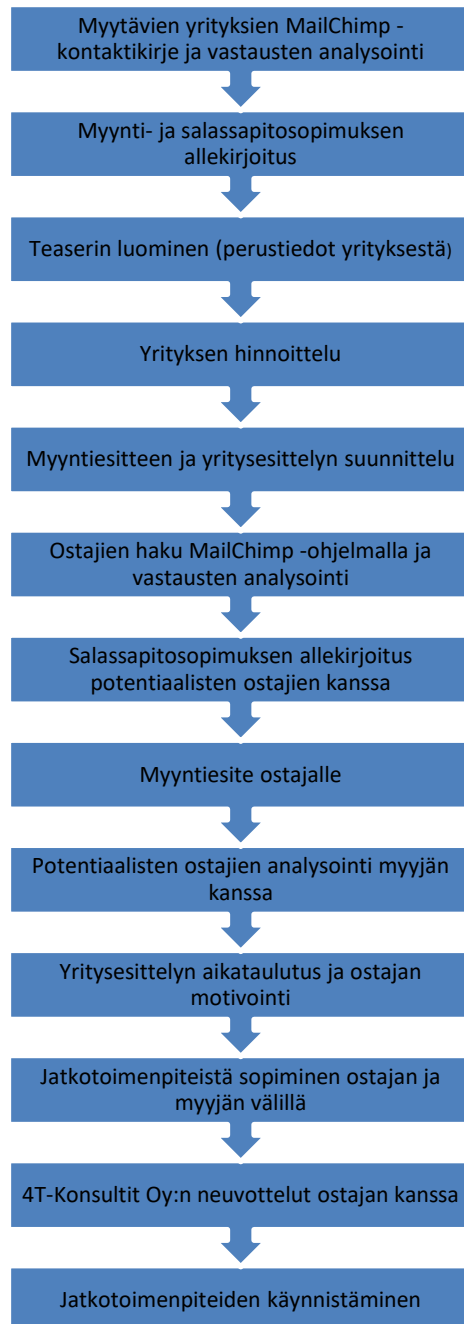 Myytävien yrityksien MailChimp -
kontaktikirje ja vastausten analysointi
Myynti- ja salassapitosopimuksen
allekirjoitus
Teaserin luominen (perustiedot yrityksestä)
Yrityksen hinnoittelu
Myyntiesitteen ja yritysesittelyn suunnittelu
Ostajien haku MailChimp -ohjelmalla ja
vastausten analysointi
Salassapitosopimuksen allekirjoitus
potentiaalisten ostajien kanssa
Myyntiesite ostajalle
Potentiaalisten ostajien analysointi myyjän
kanssa
Yritysesittelyn aikataulutus ja ostajan
motivointi
Jatkotoimenpiteistä sopiminen ostajan ja
myyjän välillä
4T-Konsultit Oy:n neuvottelut ostajan kanssa
Jatkotoimenpiteiden käynnistäminen